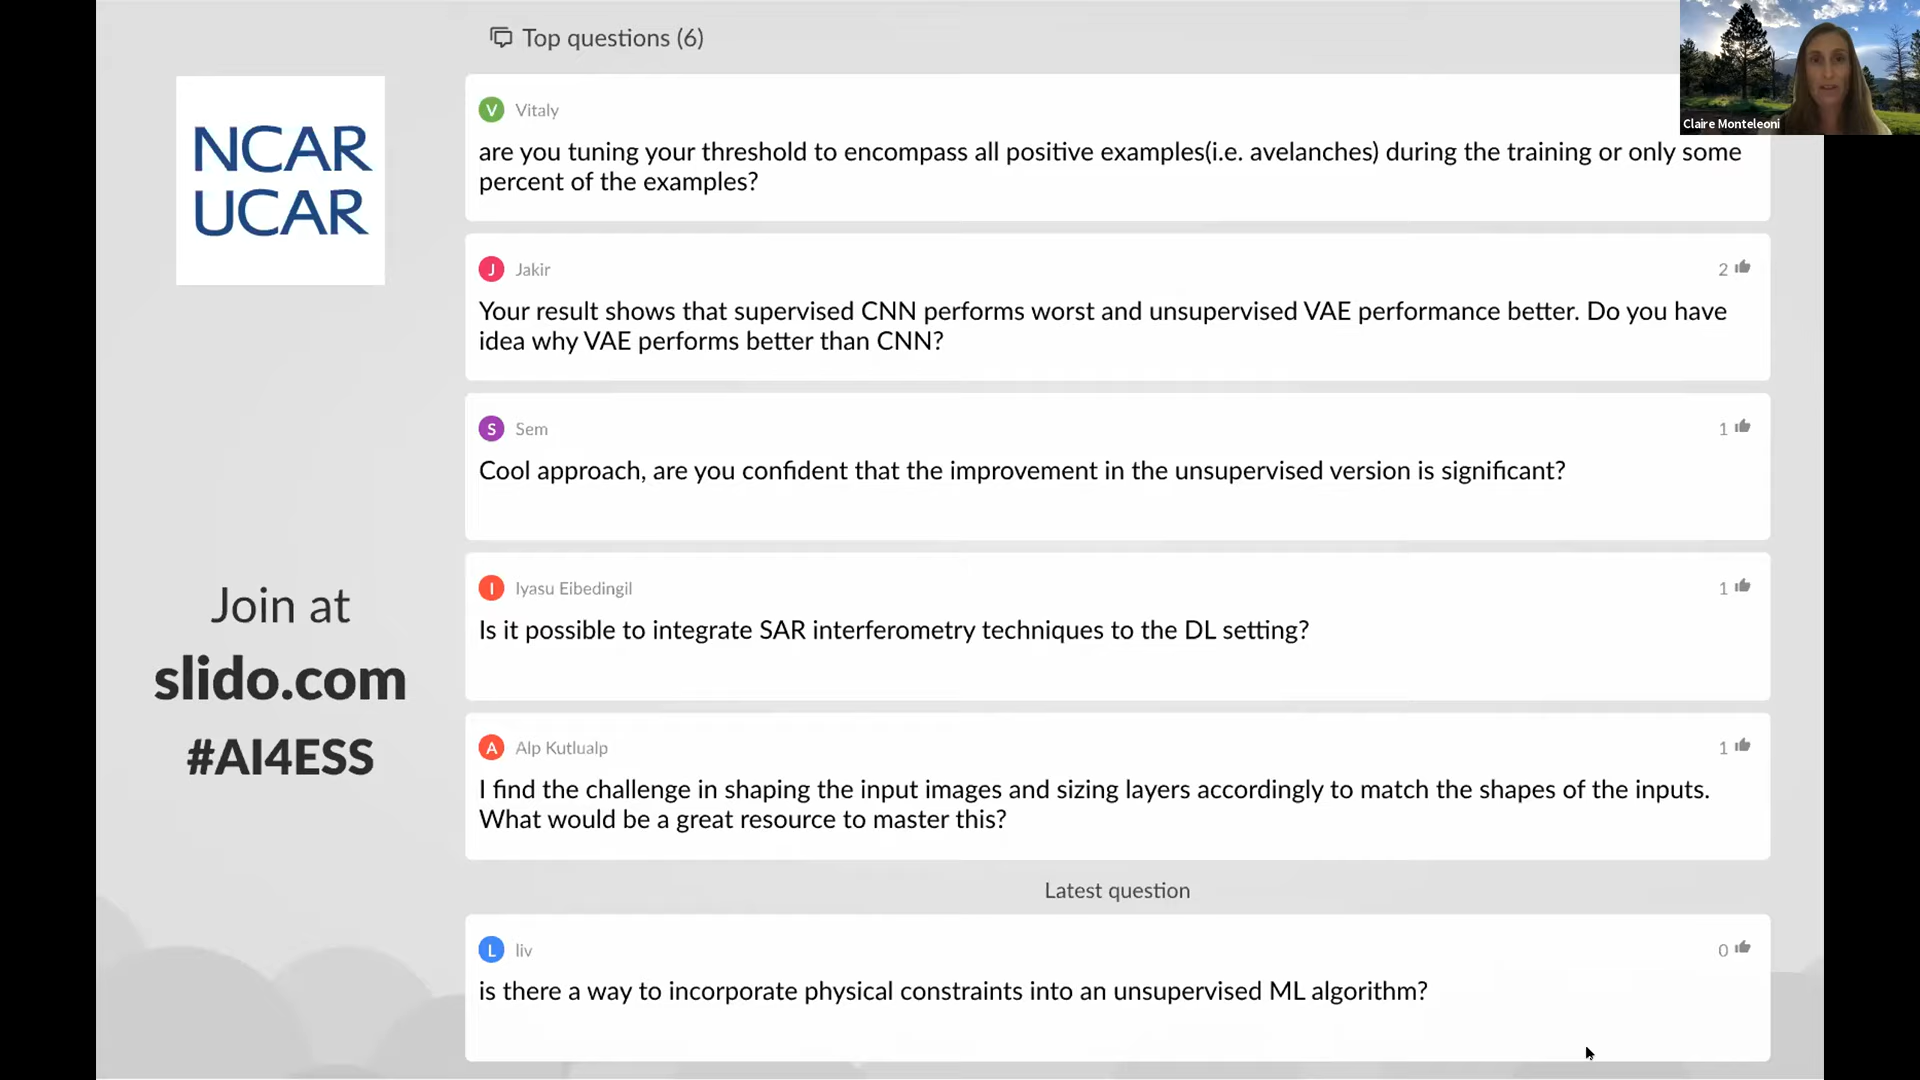 Top questions (6)
Claire Monteleoni
NCAR
UCAR
Join at
slido.com
#AI4ESS
V Vitaly
are you tuning your threshold to encompass all positive examples(i.e. avelanches) during the training or only some
percent of the examples?
J Jakir 2
Your result shows that supervised CNN performs worst and unsupervised VAE performance better. Do you have
idea why VAE performs better than CNN?
S Sem 1
Cool approach, are you confident that the improvement in the unsupervised version is significant?
I Iyasu Eibedingil 1
Is it possible to integrate SAR interferometry techniques to the DL setting?
A Alp Kutlualp 1
I find the challenge in shaping the input images and sizing layers accordingly to match the shapes of the inputs.
What would be a great resource to master this?
Latest question
L liv 0
is there a way to incorporate physical constraints into an unsupervised ML algorithm?